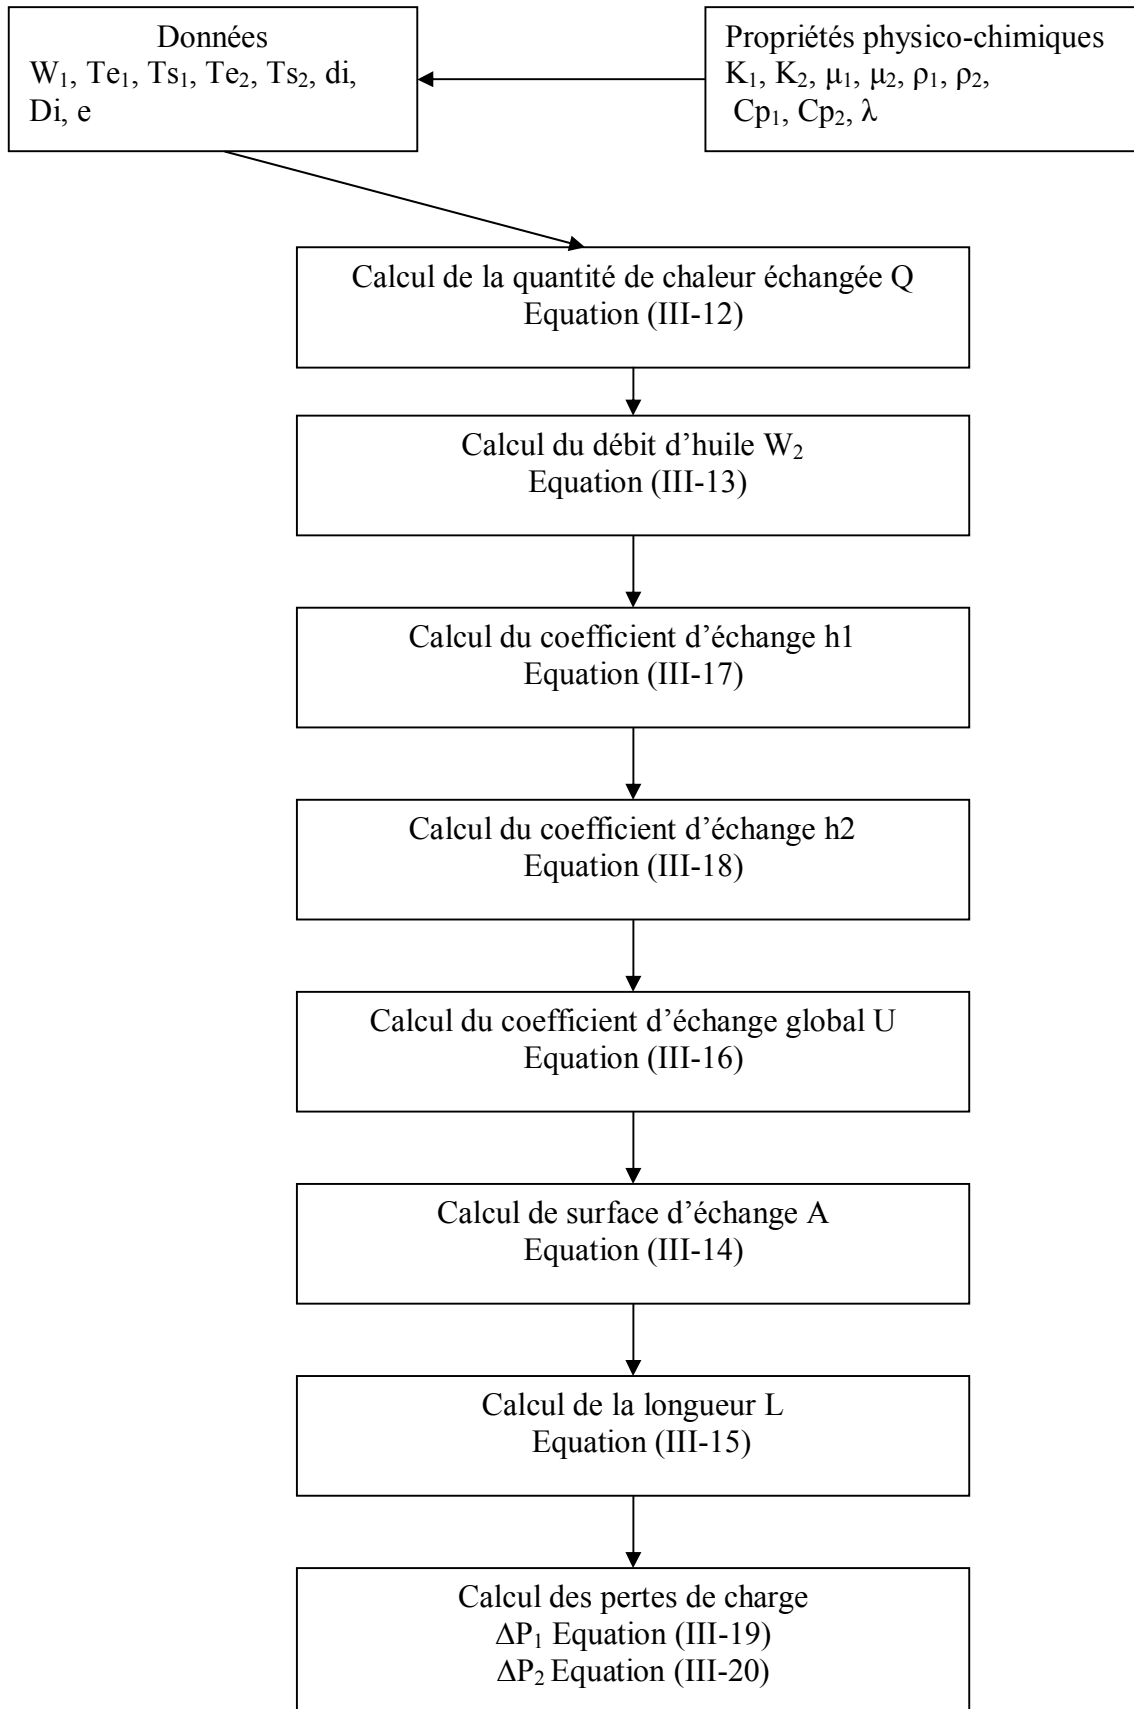 Données
W₁, Te₁, Ts₁, Te₂, Ts₂, di,
Di, e
Propriétés physico-chimiques
K₁, K₂, μ₁, μ₂, ρ₁, ρ₂,
Cp₁, Cp₂, λ
Calcul de la quantité de chaleur échangée Q
Equation (III-12)
Calcul du débit d’huile W₂
Equation (III-13)
Calcul du coefficient d’échange h1
Equation (III-17)
Calcul du coefficient d’échange h2
Equation (III-18)
Calcul du coefficient d’échange global U
Equation (III-16)
Calcul de surface d’échange A
Equation (III-14)
Calcul de la longueur L
Equation (III-15)
Calcul des pertes de charge
ΔP₁ Equation (III-19)
ΔP₂ Equation (III-20)